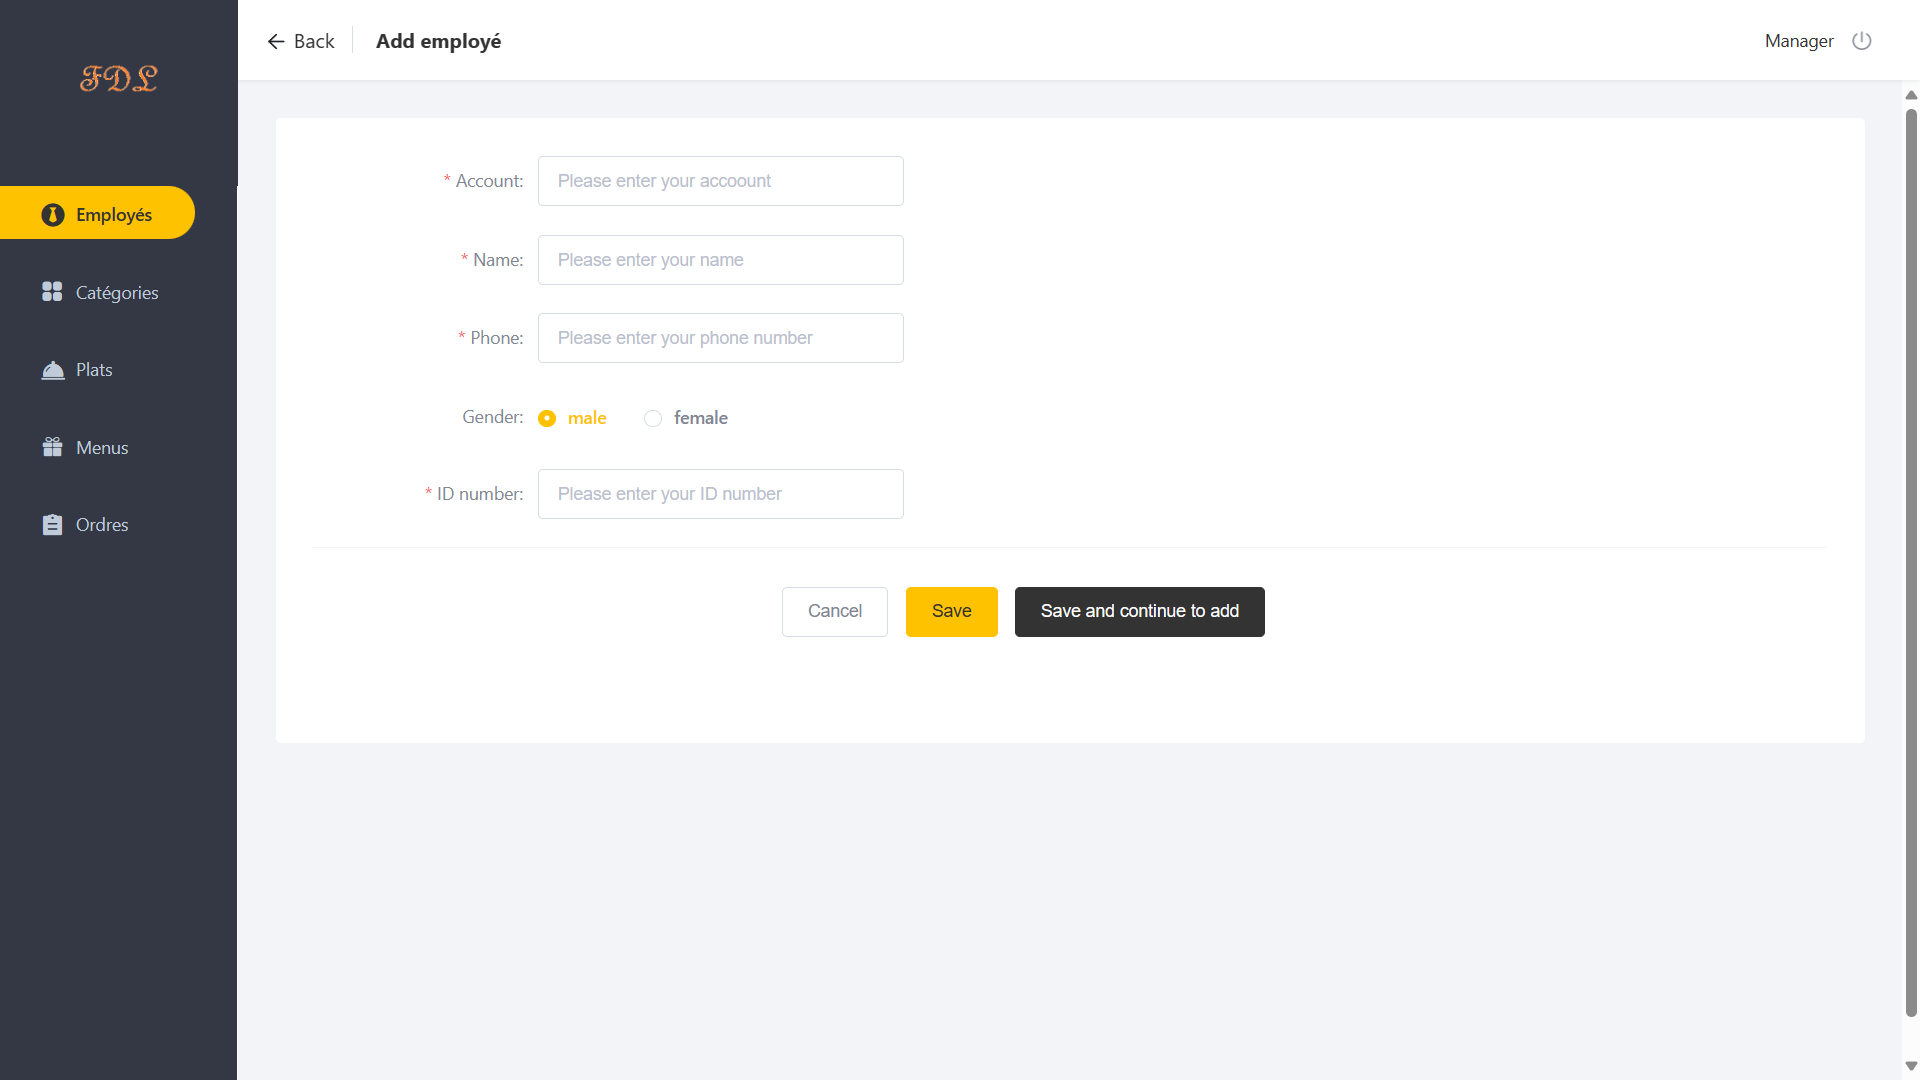 FDL
Employés
Catégories
Plats
Menus
Ordres
Back
Add employé
Manager
* Account: Please enter your accoount
* Name: Please enter your name
* Phone: Please enter your phone number
Gender: male female
* ID number: Please enter your ID number
Cancel Save Save and continue to add